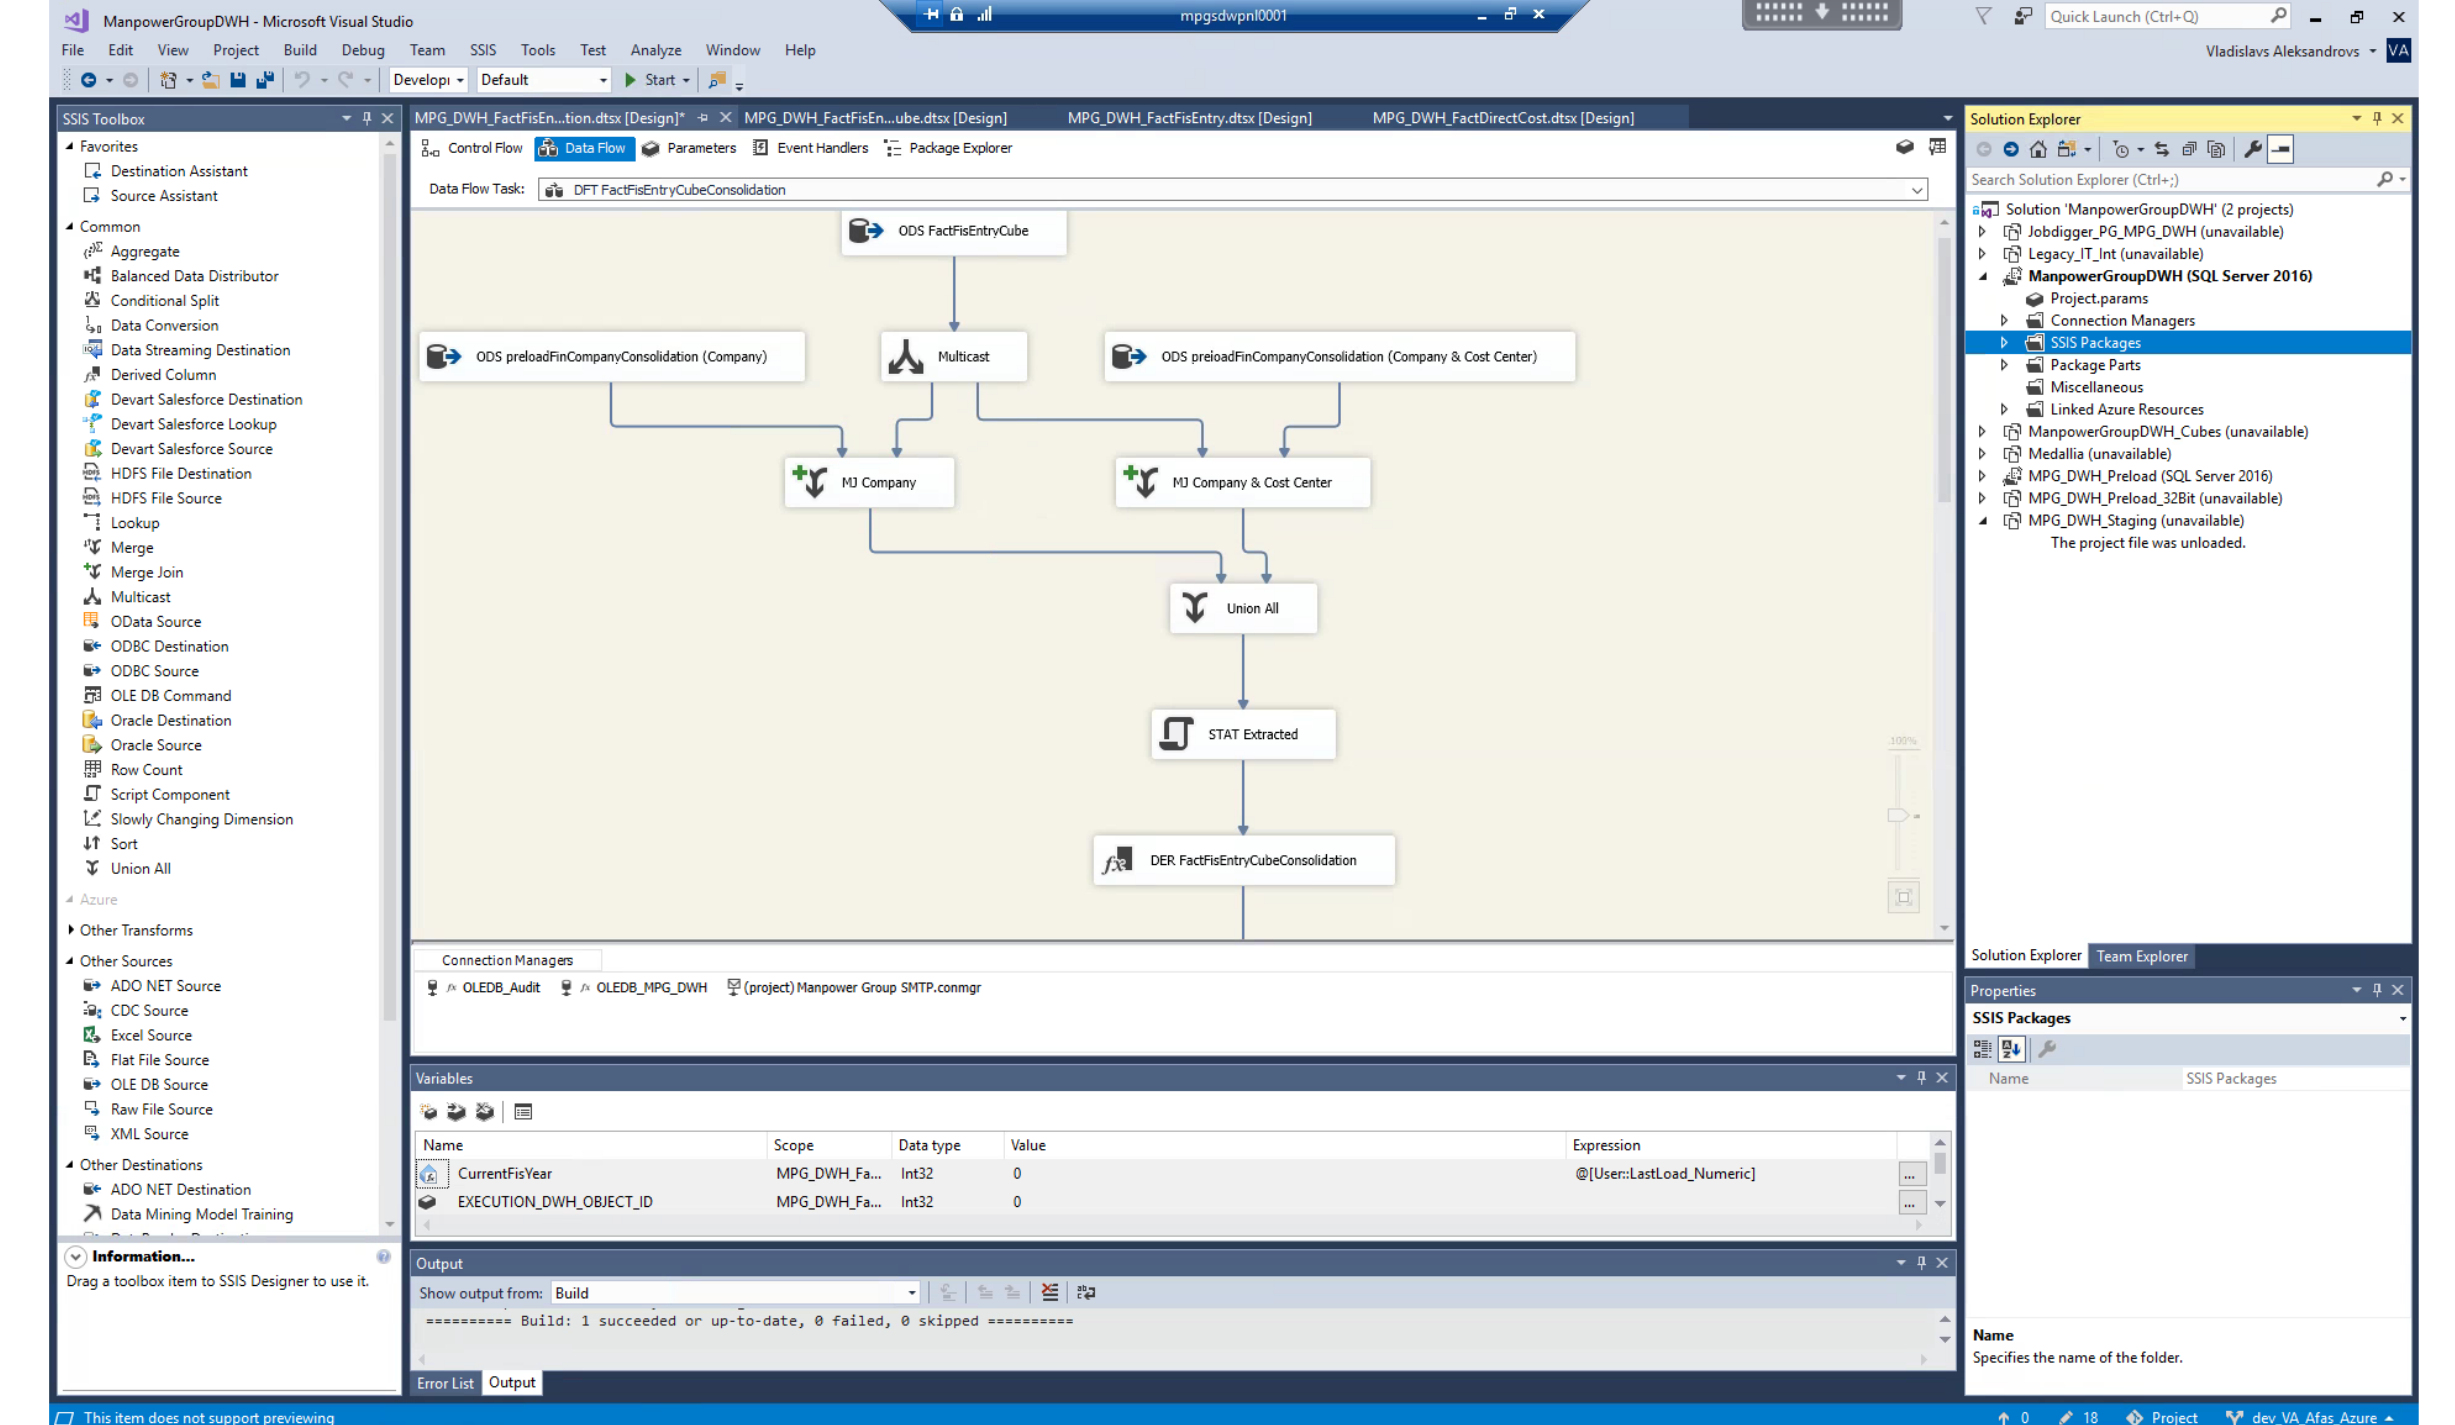 ManpowerGroupDWH - Microsoft Visual Studio
mpgsdwpnl0001
Quick Launch (Ctrl+Q)
File Edit View Project Build Debug Team SSIS Tools Test Analyze Window Help
Vladislavs Aleksandrovs VA
Developı Default Start
SSIS Toolbox
Favorites
Destination Assistant
Source Assistant
Common
Aggregate
Balanced Data Distributor
Conditional Split
Data Conversion
Data Streaming Destination
Derived Column
Devart Salesforce Destination
Devart Salesforce Lookup
Devart Salesforce Source
HDFS File Destination
HDFS File Source
Lookup
Merge
Merge Join
Multicast
OData Source
ODBC Destination
ODBC Source
OLE DB Command
Oracle Destination
Oracle Source
Row Count
Script Component
Slowly Changing Dimension
Sort
Union All
Azure
Other Transforms
Other Sources
ADO NET Source
CDC Source
Excel Source
Flat File Source
OLE DB Source
Raw File Source
XML Source
Other Destinations
ADO NET Destination
Data Mining Model Training
Information...
Drag a toolbox item to SSIS Designer to use it.
MPG_DWH_FactFisEn...tion.dtsx [Design]* MPG_DWH_FactFisEn...ube.dtsx [Design] MPG_DWH_FactFisEntry.dtsx [Design] MPG_DWH_FactDirectCost.dtsx [Design]
Control Flow Data Flow Parameters Event Handlers Package Explorer
Data Flow Task: DFT FactFisEntryCubeConsolidation
ODS FactFisEntryCube
ODS preloadFinCompanyConsolidation (Company) Multicast ODS preloadFinCompanyConsolidation (Company & Cost Center)
MJ Company MJ Company & Cost Center
Union All
STAT Extracted
100%
DER FactFisEntryCubeConsolidation
Connection Managers
OLEDB_Audit OLEDB_MPG_DWH (project) Manpower Group SMTP.conmgr
Variables
Name Scope Data type Value Expression
CurrentFisYear MPG_DWH_Fa... Int32 0 @[User::LastLoad_Numeric] ...
EXECUTION_DWH_OBJECT_ID MPG_DWH_Fa... Int32 0 ...
Output
Show output from: Build
========== Build: 1 succeeded or up-to-date, 0 failed, 0 skipped ==========
Error List Output
Solution Explorer
Search Solution Explorer (Ctrl+;)
Solution 'ManpowerGroupDWH' (2 projects)
Jobdigger_PG_MPG_DWH (unavailable)
Legacy_IT_Int (unavailable)
ManpowerGroupDWH (SQL Server 2016)
Project.params
Connection Managers
SSIS Packages
Package Parts
Miscellaneous
Linked Azure Resources
ManpowerGroupDWH_Cubes (unavailable)
Medallia (unavailable)
MPG_DWH_Preload (SQL Server 2016)
MPG_DWH_Preload_32Bit (unavailable)
MPG_DWH_Staging (unavailable)
The project file was unloaded.
Solution Explorer Team Explorer
Properties
SSIS Packages
Name SSIS Packages
Name
Specifies the name of the folder.
This item does not support previewing
0 18 Project dev_VA_Afas_Azure